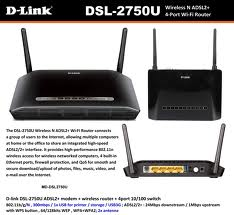 D-Link
DSL-2750U
Wireless N ADSL2+
4-Port Wi-Fi Router
D-Link
The DSL-2750U Wireless N ADSL2+ Wi-Fi Router connects
a group of users to the Internet, allowing multiple computers
at home or the office to share an integrated high-speed
ADSL2/2+ interface. It provides high-performance 802.11n
wireless access for wireless networked computers, 4 built-in
Ethernet ports, firewall protection, and QoS for smooth and
secure download/upload of photos, files, music, video, and
e-mail over the Internet.
MD-DSL-2750U
D-link DSL-2750U ADSL2+ modem + wireless router + 4port 10/100 switch
802.11b/g/N , 300mbps / 1x USB for printer / storage / USB3G ; ADSL2/2+ : 24Mbps downstream / 1Mbps upstream
with WPS button , 64/128bits WEP , WPA+WPA2; 2x antenna